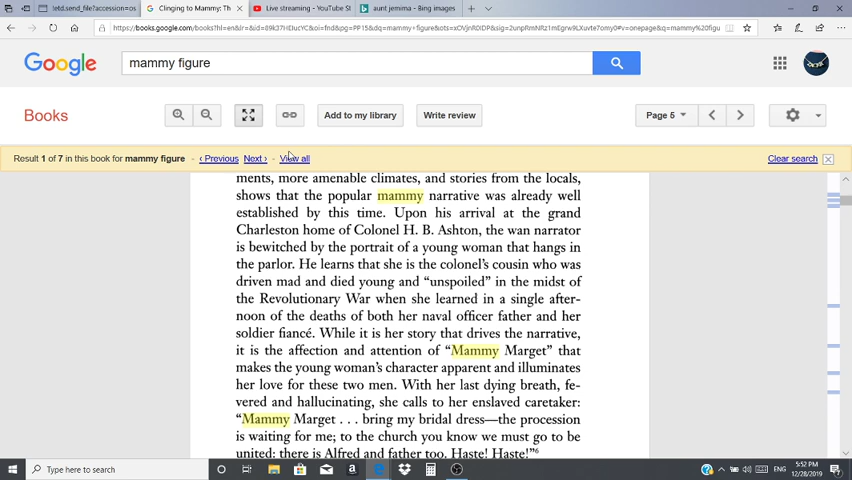 !etd.send_file?accession=os
Clinging to Mammy: Th
Live streaming - YouTube St
aunt jemima - Bing images
mammy figure
Google
Books
Add to my library
Write review
Page 5
Result 1 of 7 in this book for mammy figure - ‹ Previous Next › - View all
Clear search
ments, more amenable climates, and stories from the locals,
shows that the popular mammy narrative was already well
established by this time. Upon his arrival at the grand
Charleston home of Colonel H. B. Ashton, the wan narrator
is bewitched by the portrait of a young woman that hangs in
the parlor. He learns that she is the colonel's cousin who was
driven mad and died young and "unspoiled" in the midst of
the Revolutionary War when she learned in a single after-
noon of the deaths of both her naval officer father and her
soldier fiancé. While it is her story that drives the narrative,
it is the affection and attention of "Mammy Marget" that
makes the young woman's character apparent and illuminates
her love for these two men. With her last dying breath, fe-
vered and hallucinating, she calls to her enslaved caretaker:
"Mammy Marget . . . bring my bridal dress—the procession
is waiting for me; to the church you know we must go to be
united: there is Alfred and father too. Haste! Haste!"6
Type here to search
5:52 PM
12/28/2019